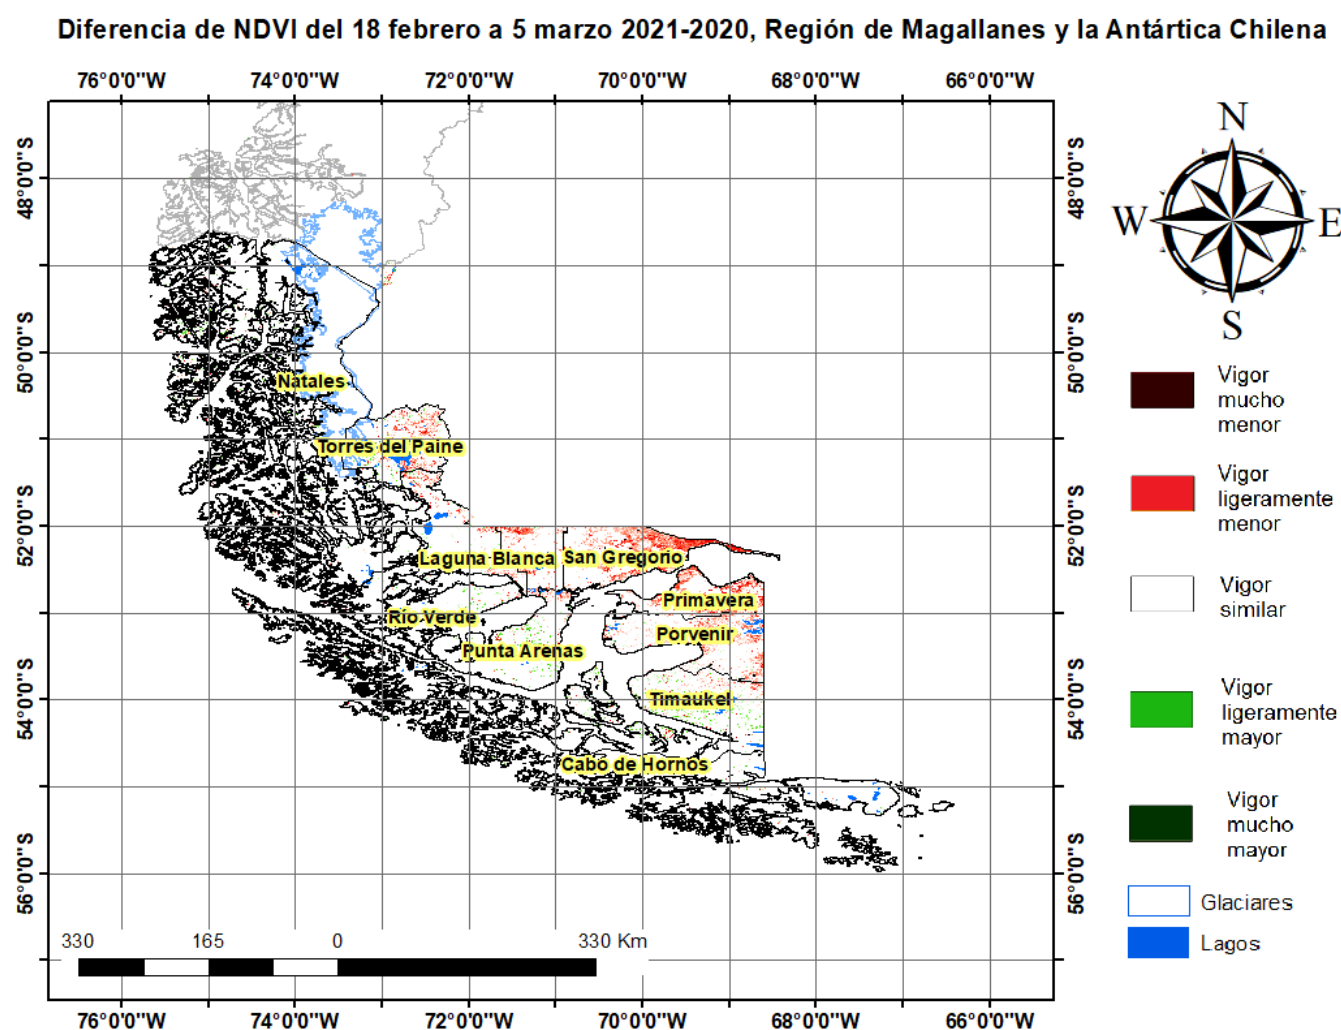 Diferencia de NDVI del 18 febrero a 5 marzo 2021-2020, Región de Magallanes y la Antártica Chilena
76°0'0"W 74°0'0"W 72°0'0"W 70°0'0"W 68°0'0"W 66°0'0"W
48°0'0"S 48°0'0"S
50°0'0"S 50°0'0"S
52°0'0"S 52°0'0"S
54°0'0"S 54°0'0"S
56°0'0"S 56°0'0"S
Natales
Torres del Paine
Laguna Blanca San Gregorio
Primavera
Río Verde
Porvenir
Punta Arenas
Timaukel
Cabo de Hornos
330 165 0 330 Km
76°0'0"W 74°0'0"W 72°0'0"W 70°0'0"W 68°0'0"W 66°0'0"W
N
W E
S
Vigor
mucho
menor
Vigor
ligeramente
menor
Vigor
similar
Vigor
ligeramente
mayor
Vigor
mucho
mayor
Glaciares
Lagos